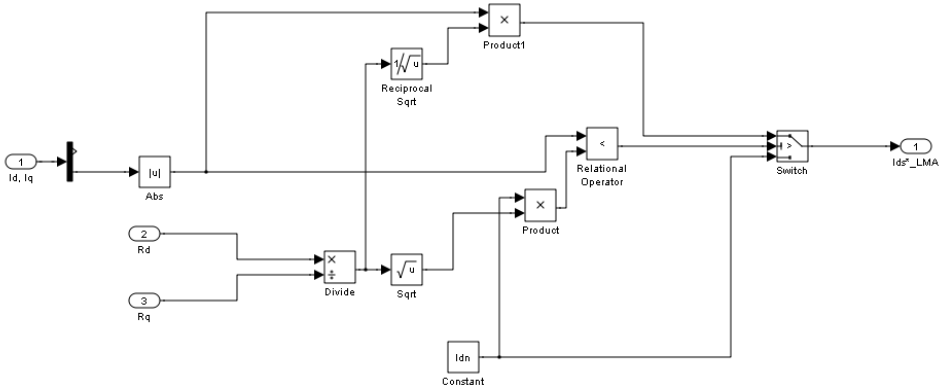 ×
Product1
1/√u
Reciprocal
Sqrt
1
Id, Iq
|u|
Abs
<
Relational
Operator
>
Switch
1
Ids*_LMA
×
Product
2
Rd
×
÷
Divide
√u
Sqrt
3
Rq
Idn
Constant